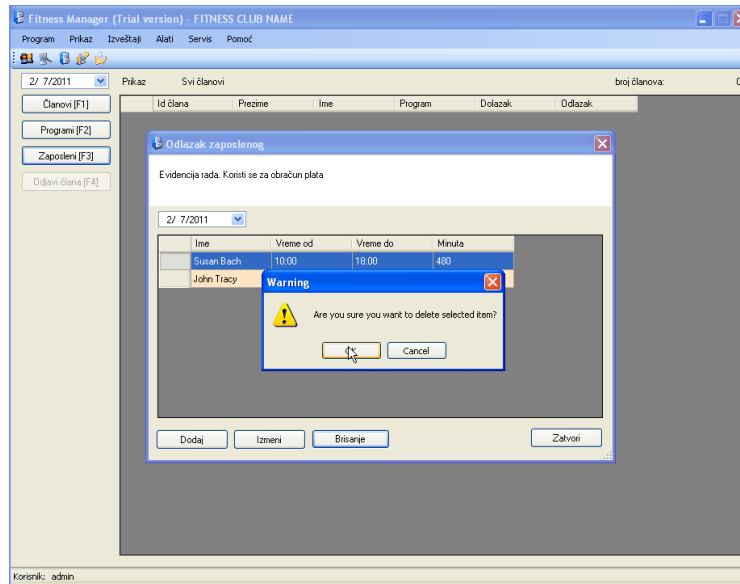 Fitness Manager (Trial version) - FITNESS CLUB NAME
Program Prikaz Izveštaji Alati Servis Pomoć
2/ 7/2011 Prikaz Svi članovi broj članova:
Članovi [F1] Id člana Prezime Ime Program Dolazak Odlazak
Programi [F2]
Zaposleni [F3]
Odjavi člana [F4]
Odlazak zaposlenog
Evidencija rada. Koristi se za obračun plata
2/ 7/2011
Ime Vreme od Vreme do Minuta
Susan Bach 10:00 18:00 480
John Tracy
Warning
Are you sure you want to delete selected item?
OK Cancel
Dodaj Izmeni Brisanje Zatvori
Korisnik: admin